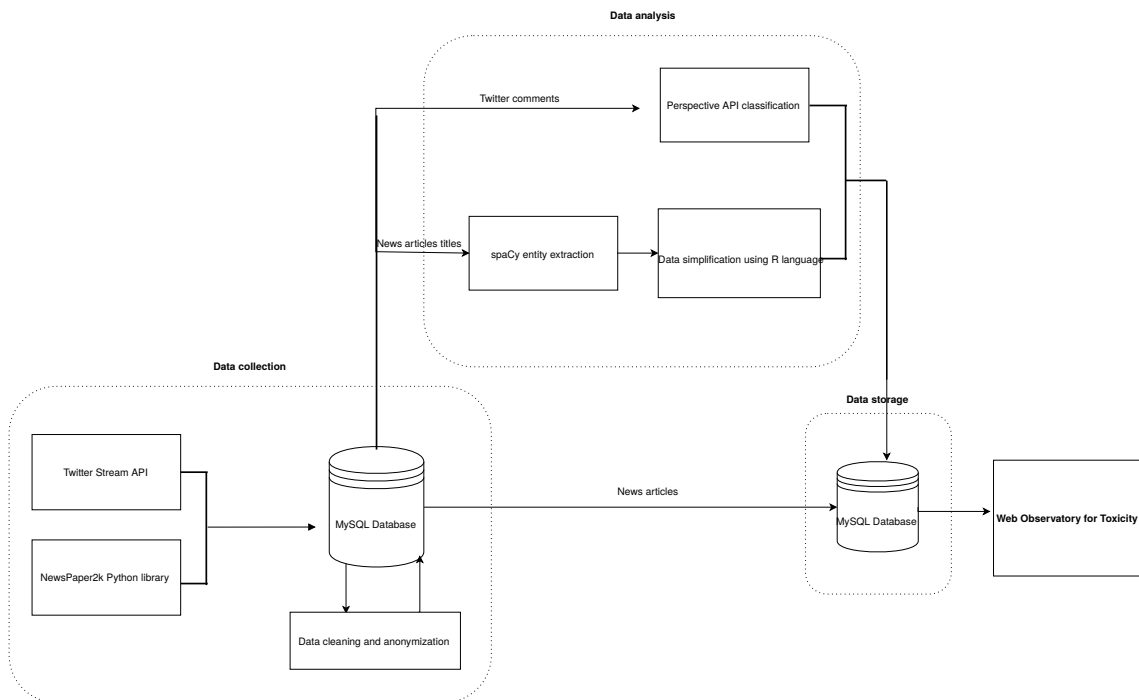 Data analysis
Twitter comments
Perspective API classification
News articles titles
spaCy entity extraction
Data simplification using R language
Data collection
Data storage
Twitter Stream API
MySQL Database
News articles
MySQL Database
Web Observatory for Toxicity
NewsPaper2k Python library
Data cleaning and anonymization